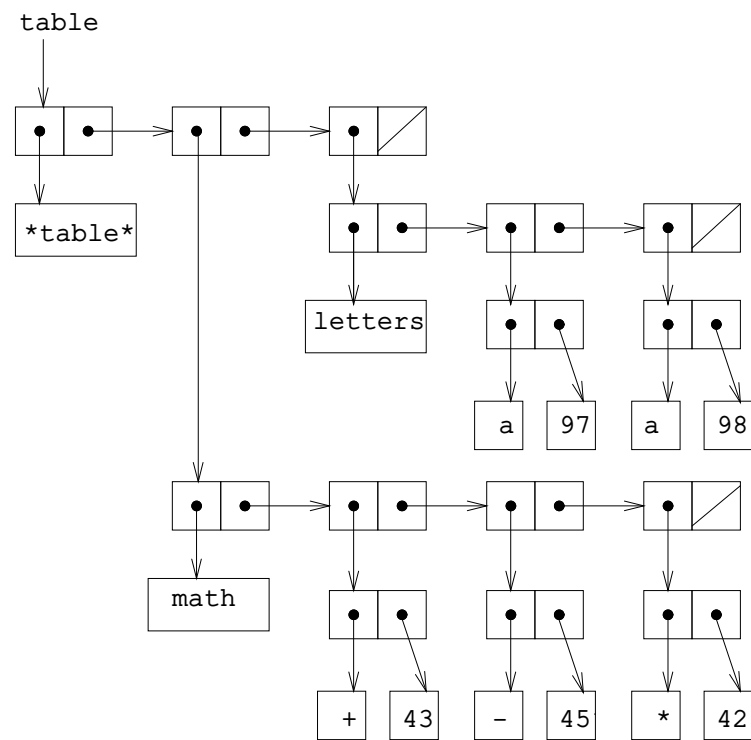 table
*table*
letters
a 97 a 98
math
+ 43 - 45 * 42